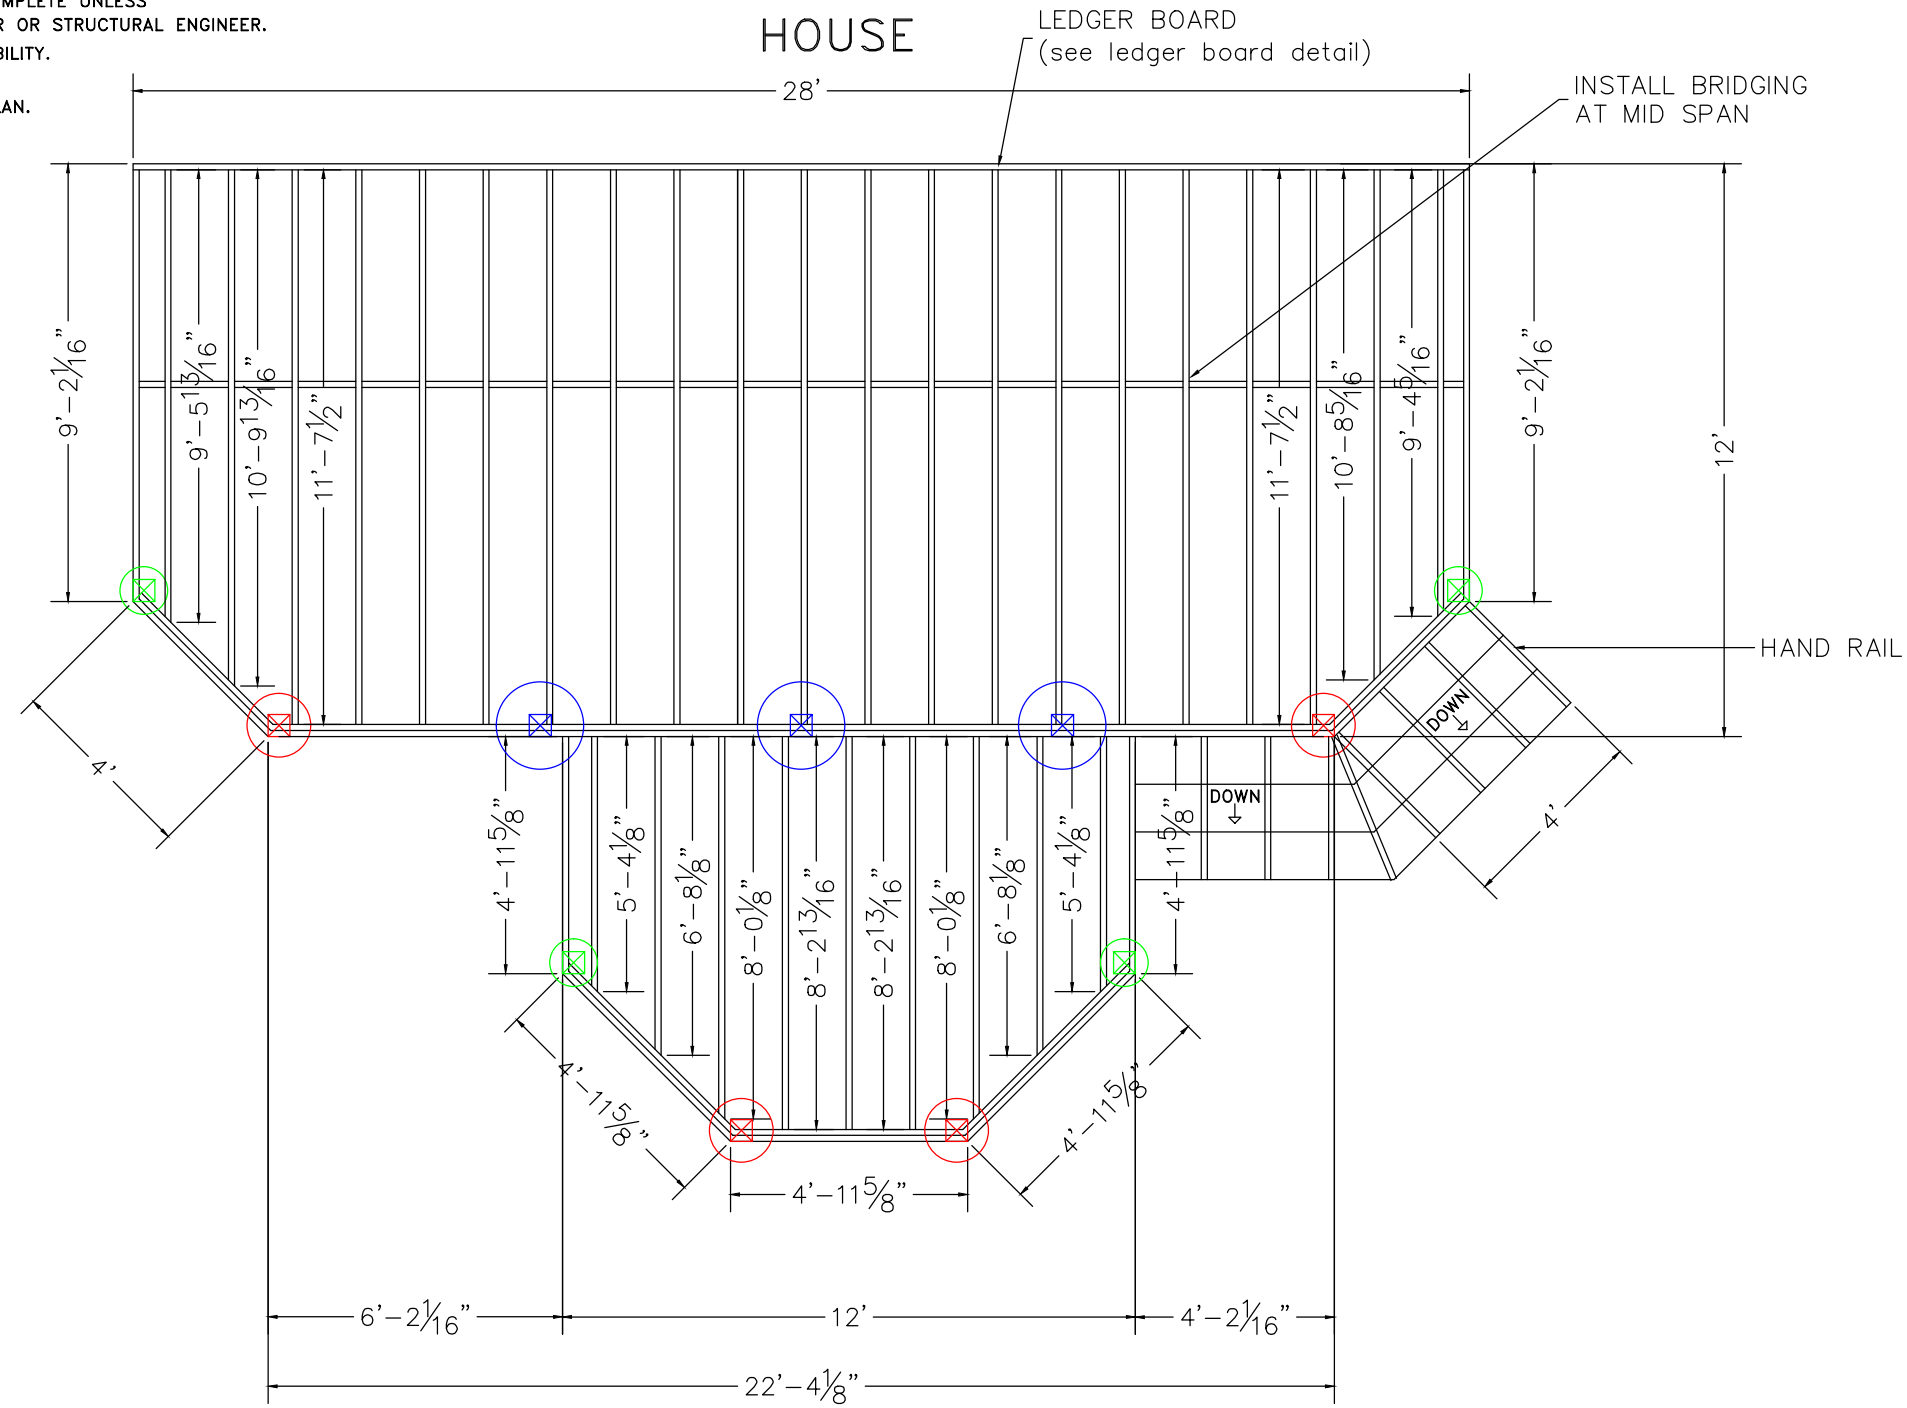 MPLETE UNLESS
R OR STRUCTURAL ENGINEER.
BILITY.
LAN.
HOUSE
LEDGER BOARD
(see ledger board detail)
28'
INSTALL BRIDGING
AT MID SPAN
9'-2 1/16"
9'-5 13/16"
10'-9 13/16"
11'-7 1/2"
11'-7 1/2"
10'-8 5/16"
9'-4 5/16"
9'-2 1/16"
12'
HAND RAIL
DOWN
4'
4'
DOWN
4'-11 5/8"
5'-4 1/8"
6'-8 1/8"
8'-0 1/8"
8'-2 13/16"
8'-2 13/16"
8'-0 1/8"
6'-8 1/8"
5'-4 1/8"
4'-11 5/8"
4'-11 5/8"
4'-11 5/8"
4'-11 5/8"
6'-2 1/16"
12'
4'-2 1/16"
22'-4 1/8"